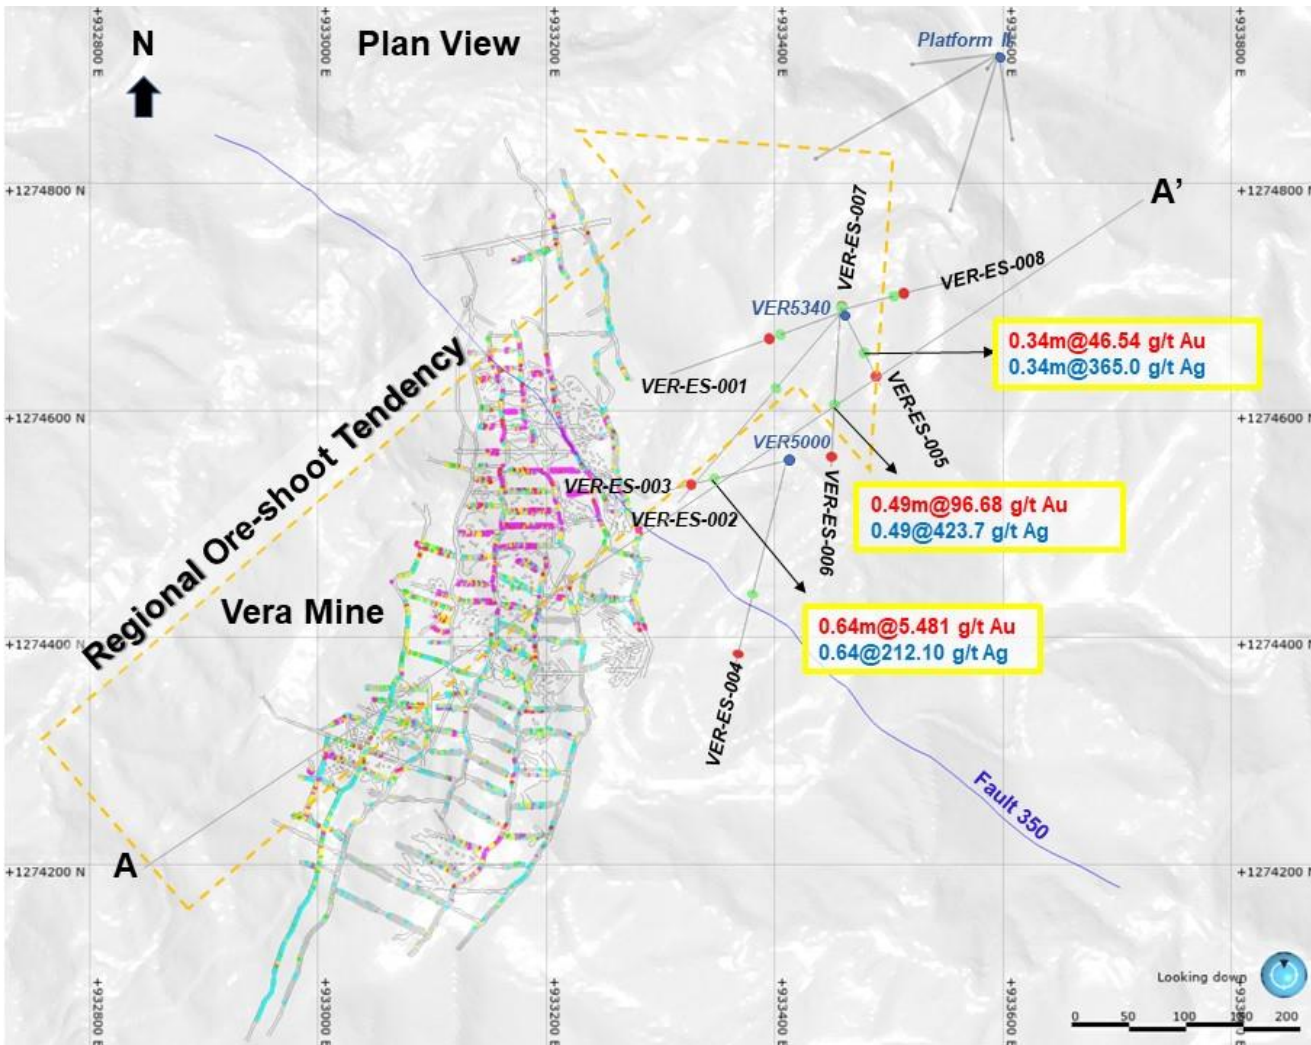 +932800 E
+933000 E
+933200 E
+933400 E
+933600 E
+933800 E
N
Plan View
Platform II
+1274800 N
+1274800 N
A'
VER-ES-007
VER-ES-008
VER5340
0.34m@46.54 g/t Au
0.34m@365.0 g/t Ag
VER-ES-001
VER-ES-005
Regional Ore-shoot Tendency
+1274600 N
+1274600 N
VER5000
VER-ES-003
VER-ES-002
VER-ES-006
0.49m@96.68 g/t Au
0.49@423.7 g/t Ag
Vera Mine
0.64m@5.481 g/t Au
0.64@212.10 g/t Ag
+1274400 N
+1274400 N
VER-ES-004
Fault 350
A
+1274200 N
+1274200 N
Looking down
0 50 100 150 200
+932800 E
+933000 E
+933200 E
+933400 E
+933600 E